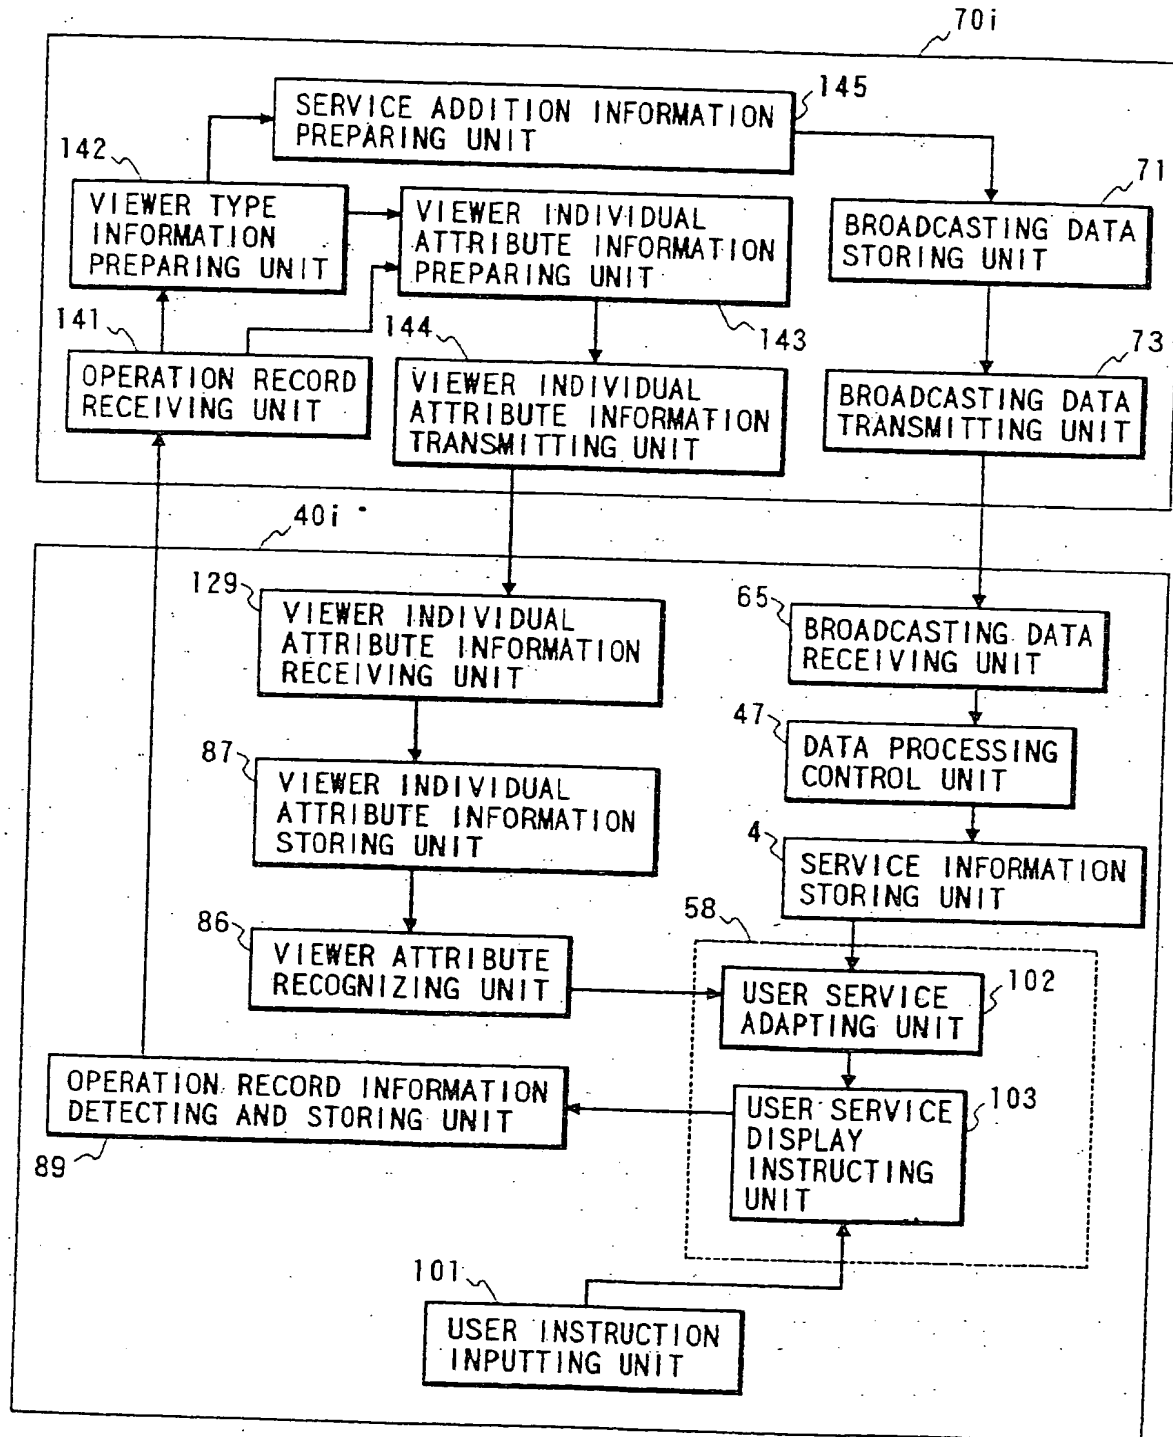 70i
SERVICE ADDITION INFORMATION
PREPARING UNIT
145
142
VIEWER TYPE
INFORMATION
PREPARING UNIT
VIEWER INDIVIDUAL
ATTRIBUTE INFORMATION
PREPARING UNIT
143
71
BROADCASTING DATA
STORING UNIT
141
OPERATION RECORD
RECEIVING UNIT
144
VIEWER INDIVIDUAL
ATTRIBUTE INFORMATION
TRANSMITTING UNIT
73
BROADCASTING DATA
TRANSMITTING UNIT
40i
129
VIEWER INDIVIDUAL
ATTRIBUTE INFORMATION
RECEIVING UNIT
65
BROADCASTING DATA
RECEIVING UNIT
47
DATA PROCESSING
CONTROL UNIT
87
VIEWER INDIVIDUAL
ATTRIBUTE INFORMATION
STORING UNIT
4
SERVICE INFORMATION
STORING UNIT
58
86
VIEWER ATTRIBUTE
RECOGNIZING UNIT
USER SERVICE
ADAPTING UNIT
102
OPERATION RECORD INFORMATION
DETECTING AND STORING UNIT
89
USER SERVICE
DISPLAY
INSTRUCTING
UNIT
103
101
USER INSTRUCTION
INPUTTING UNIT